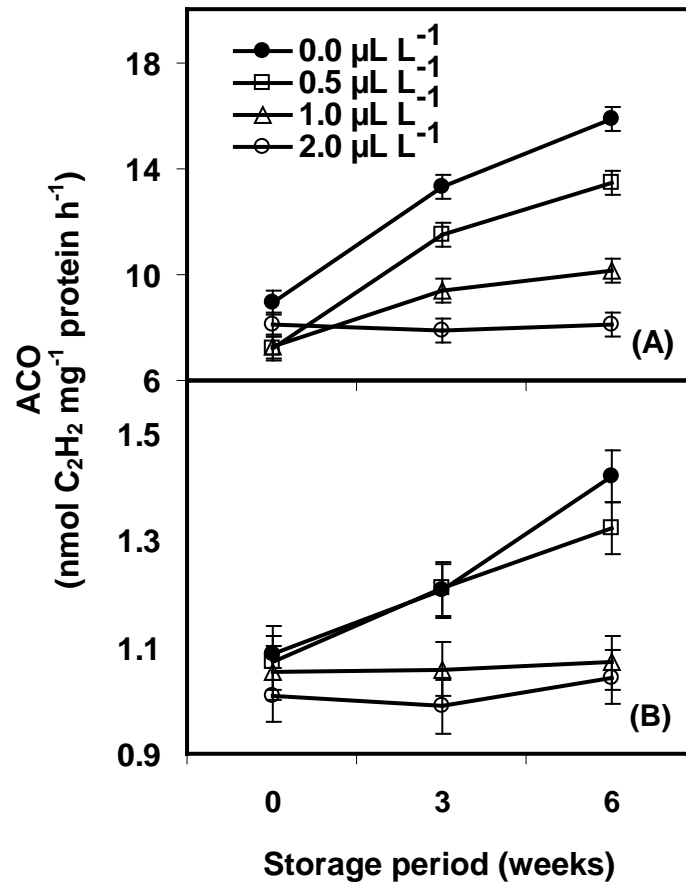 18
14
10
6
0.0 µL L⁻¹
0.5 µL L⁻¹
1.0 µL L⁻¹
2.0 µL L⁻¹
(A)
ACO
(nmol C₂H₂ mg⁻¹ protein h⁻¹)
1.5
1.3
1.1
0.9
(B)
0 3 6
Storage period (weeks)